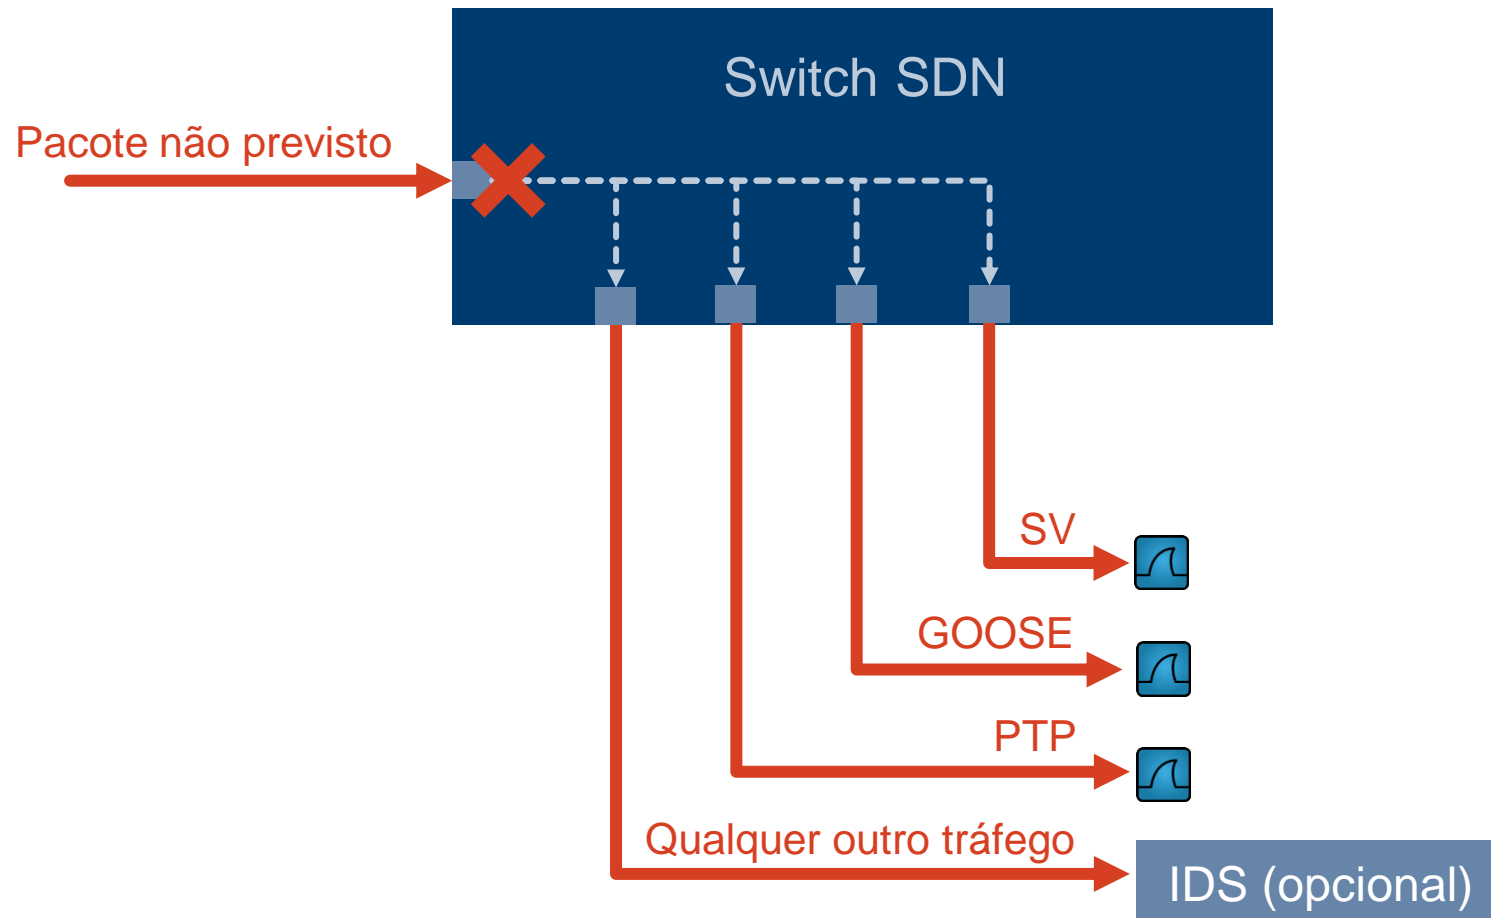 Switch SDN
Pacote não previsto
SV
GOOSE
PTP
Qualquer outro tráfego
IDS (opcional)